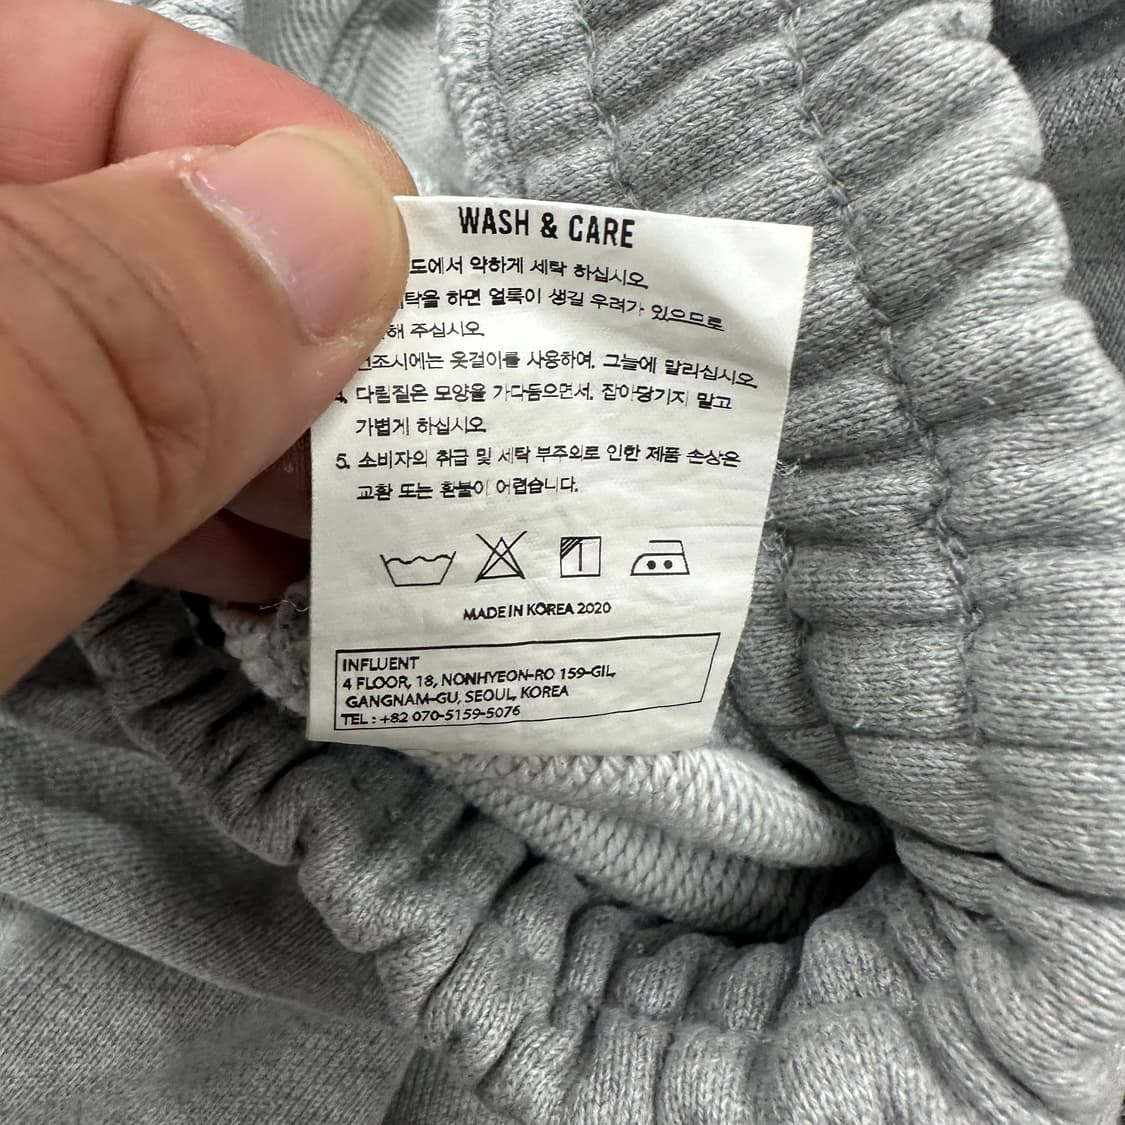 WASH & CARE
드에서 약하게 세탁 하십시오.
세탁을 하면 얼룩이 생길 우려가 있으므로
해 주십시오.
건조시에는 옷걸이를 사용하여, 그늘에 말리십시오.
4. 다림질은 모양을 가다듬으면서, 잡아당기지 말고
가볍게 하십시오.
5. 소비자의 취급 및 세탁 부주의로 인한 제품 손상은
교환 또는 환불이 어렵습니다.
MADE IN KOREA 2020
INFLUENT
4 FLOOR, 18, NONHYEON-RO 159-GIL,
GANGNAM-GU, SEOUL, KOREA
TEL : +82 070-5159-5076